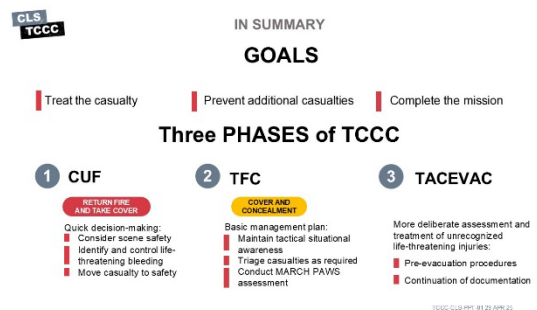 CLS
TCCC
IN SUMMARY
GOALS
Treat the casualty
Prevent additional casualties
Complete the mission
Three PHASES of TCCC
1 CUF
RETURN FIRE
AND TAKE COVER
Quick decision-making:
Consider scene safety
Identify and control life-
threatening bleeding
Move casualty to safety
2 TFC
COVER AND
CONCEALMENT
Basic management plan:
Maintain tactical situational
awareness
Triage casualties as required
Conduct MARCH PAWS
assessment
3 TACEVAC
More deliberate assessment and
treatment of unrecognized
life-threatening injuries:
Pre-evacuation procedures
Continuation of documentation